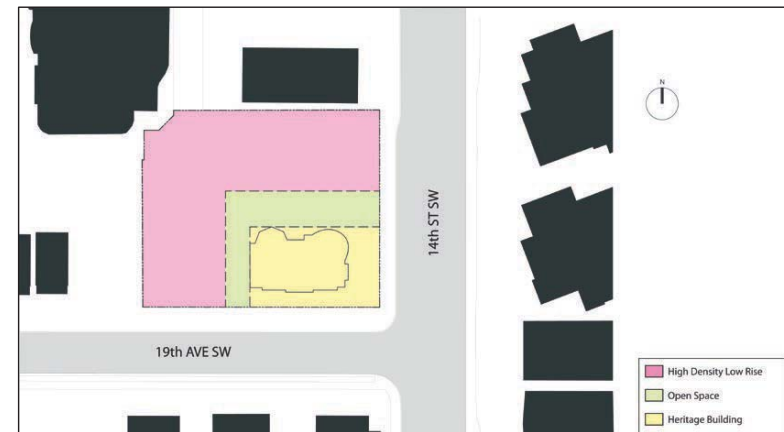 N
14th ST SW
19th AVE SW
High Density Low Rise
Open Space
Heritage Building